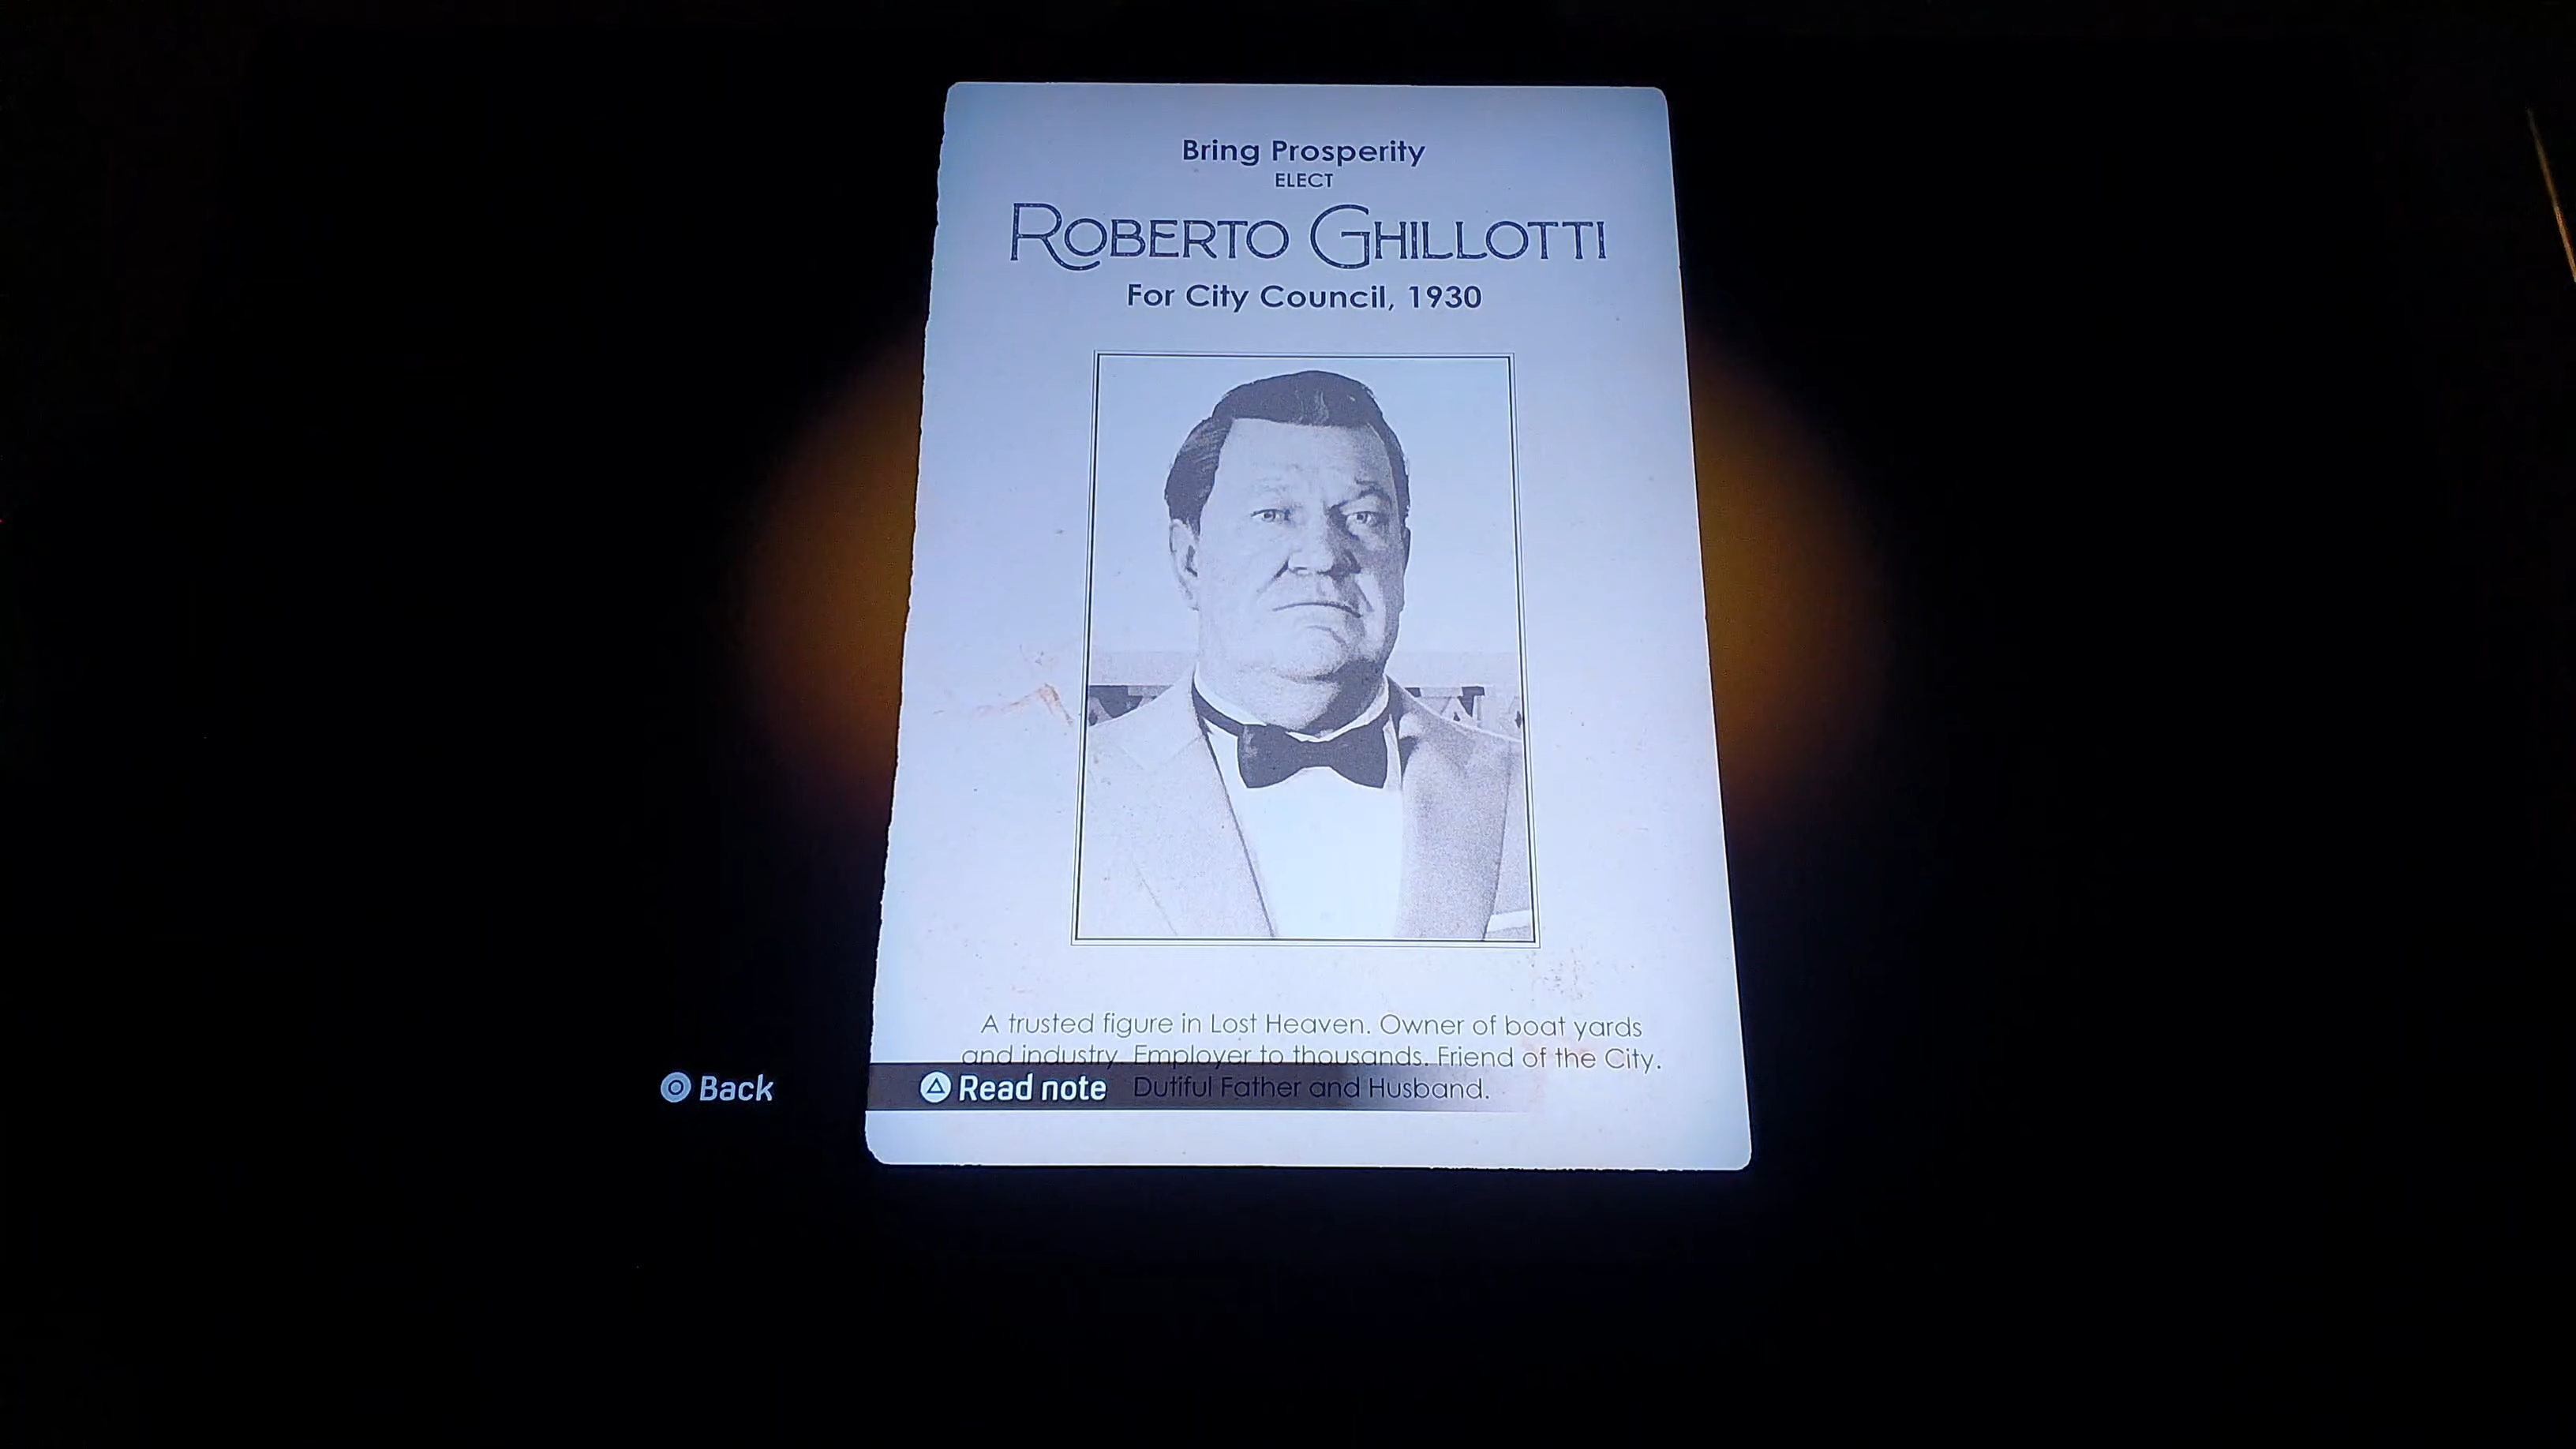 Bring Prosperity
ELECT
ROBERTO GHILLOTTI
For City Council, 1930
A trusted figure in Lost Heaven. Owner of boat yards
and industry. Employer to thousands. Friend of the City.
Dutiful Father and Husband.
Back
Read note